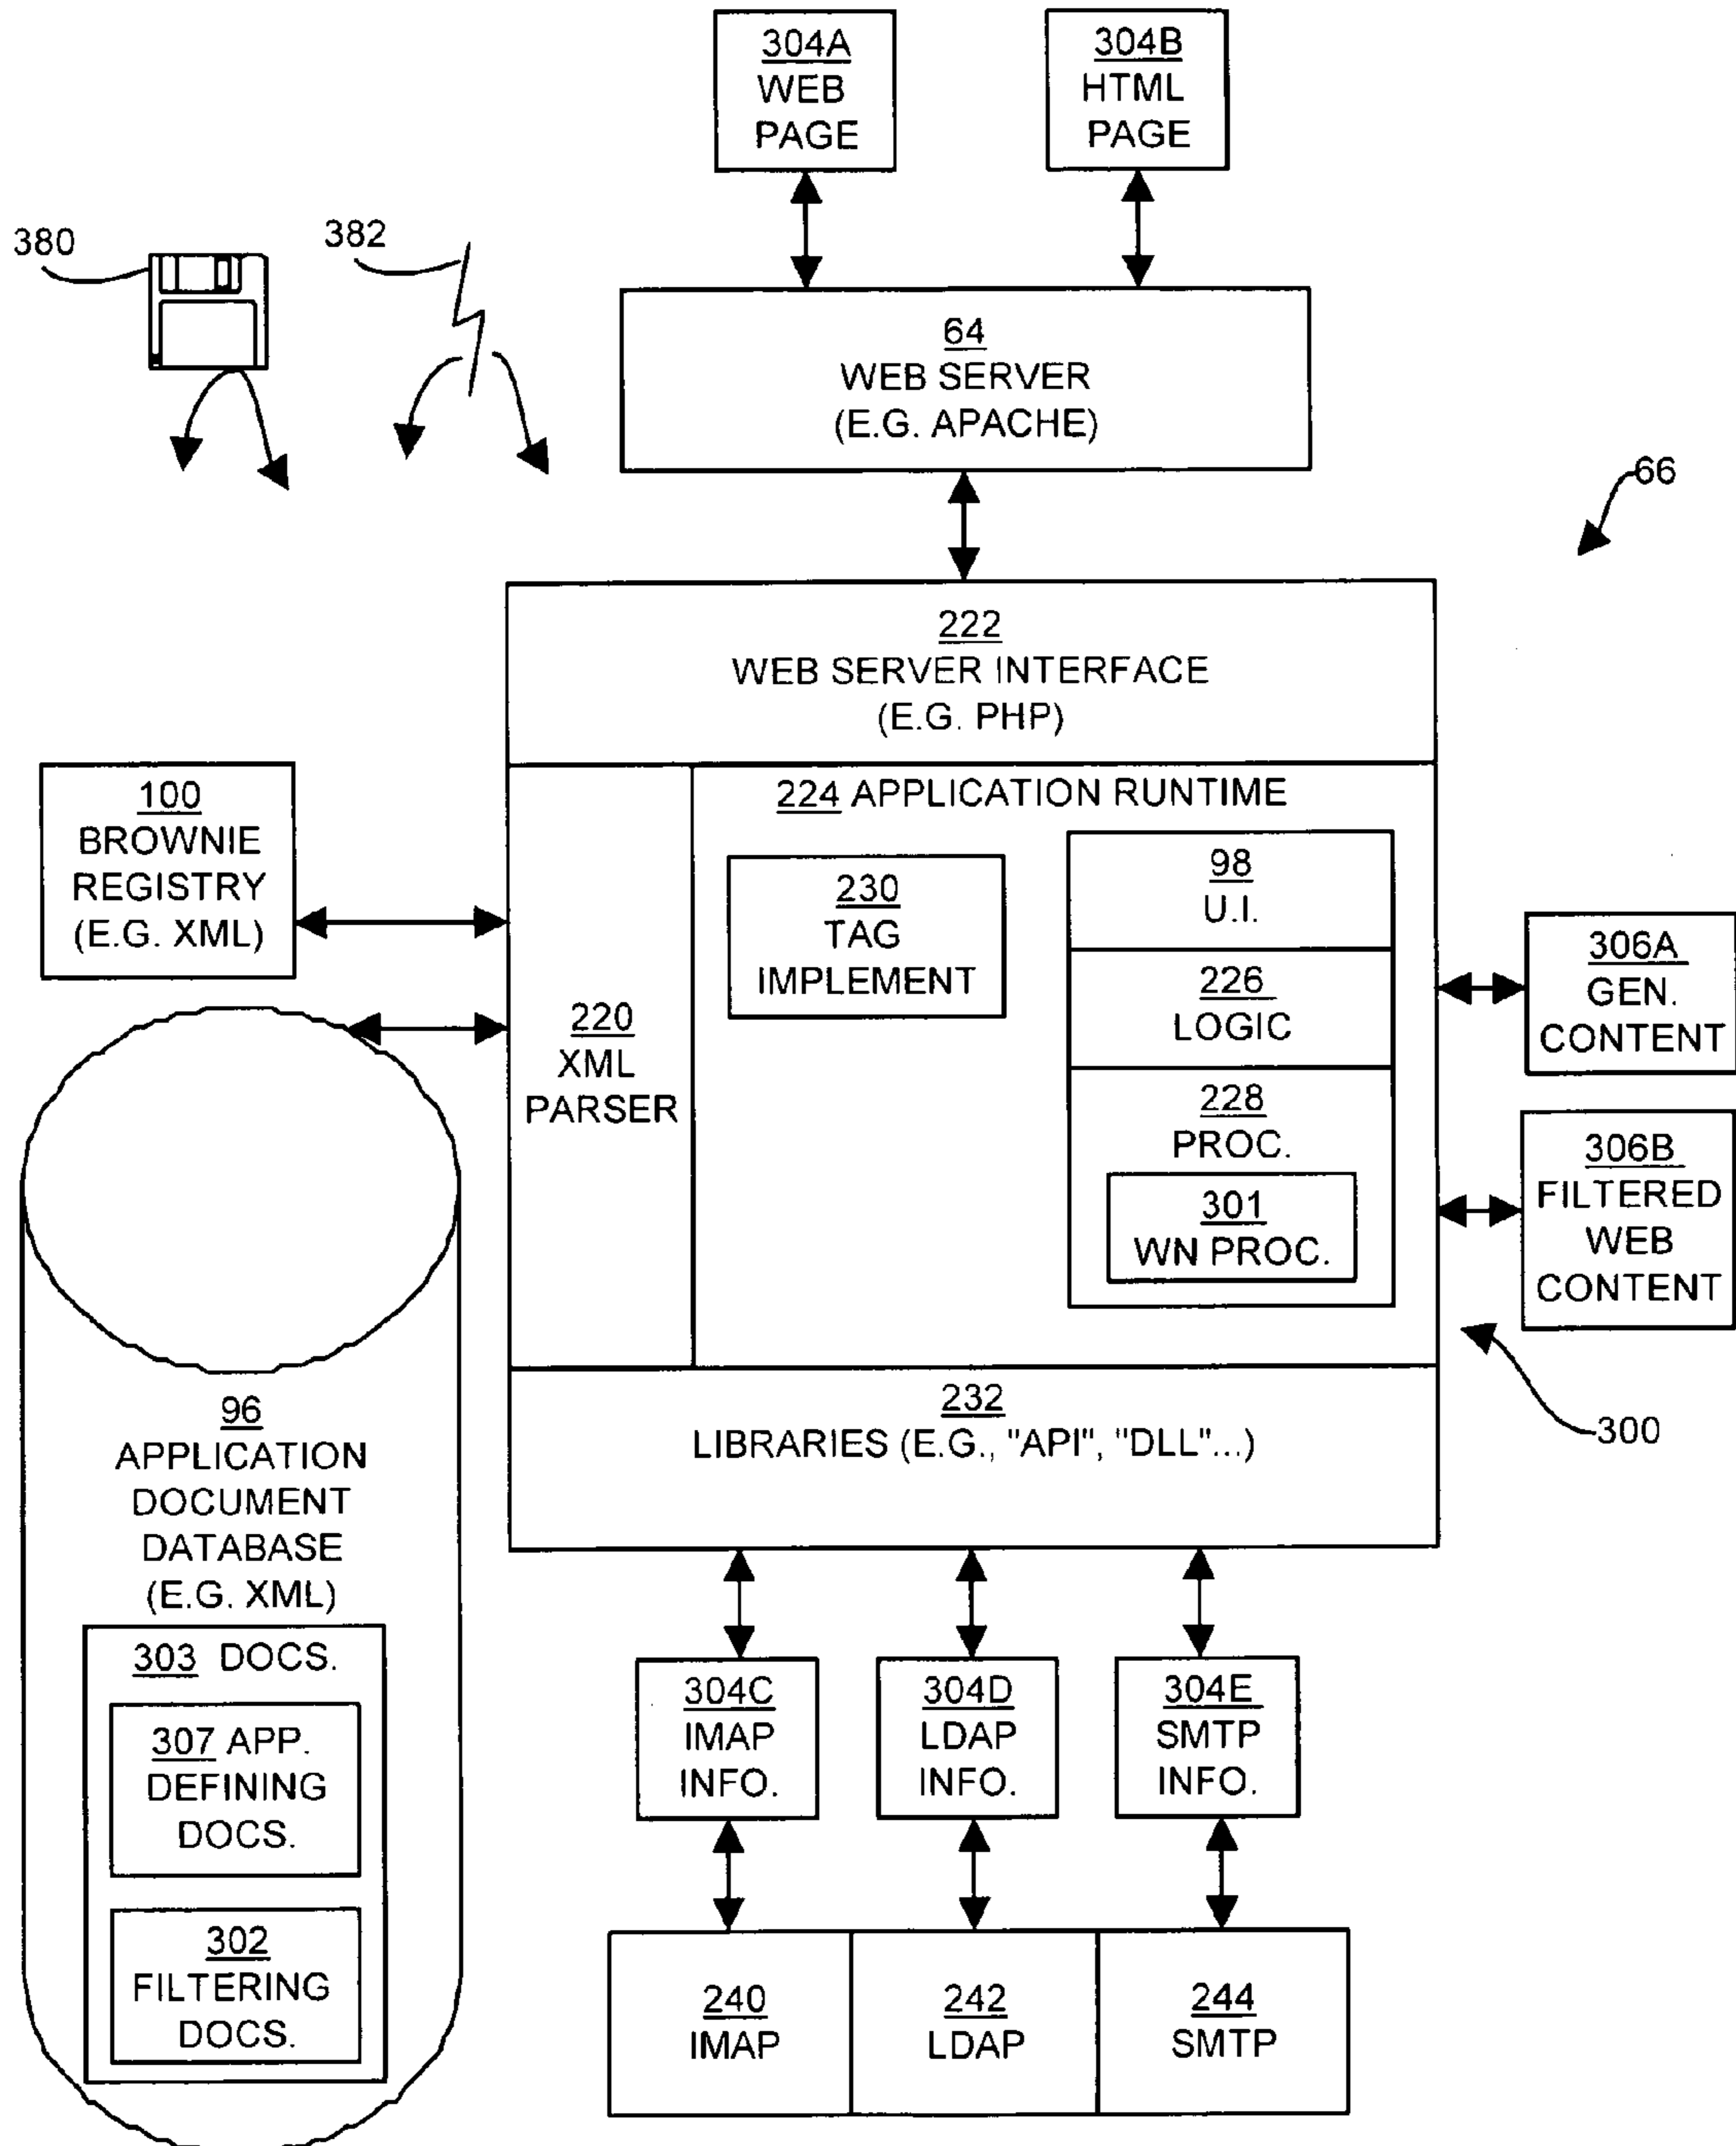 304A
WEB
PAGE
304B
HTML
PAGE
380
382
64
WEB SERVER
(E.G. APACHE)
66
222
WEB SERVER INTERFACE
(E.G. PHP)
100
BROWNIE
REGISTRY
(E.G. XML)
220
XML
PARSER
224 APPLICATION RUNTIME
230
TAG
IMPLEMENT
98
U.I.
226
LOGIC
228
PROC.
301
WN PROC.
306A
GEN.
CONTENT
306B
FILTERED
WEB
CONTENT
300
232
LIBRARIES (E.G., "API", "DLL"...)
96
APPLICATION
DOCUMENT
DATABASE
(E.G. XML)
303 DOCS.
307 APP.
DEFINING
DOCS.
302
FILTERING
DOCS.
304C
IMAP
INFO.
304D
LDAP
INFO.
304E
SMTP
INFO.
240
IMAP
242
LDAP
244
SMTP